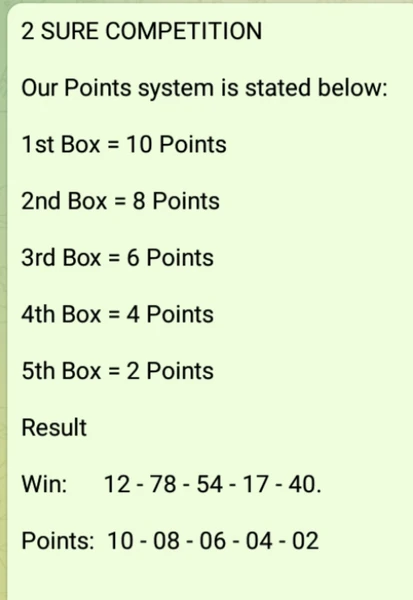 2 SURE COMPETITION
Our Points system is stated below:
1st Box = 10 Points
2nd Box = 8 Points
3rd Box = 6 Points
4th Box = 4 Points
5th Box = 2 Points
Result
Win: 12 - 78 - 54 - 17 - 40.
Points: 10 - 08 - 06 - 04 - 02